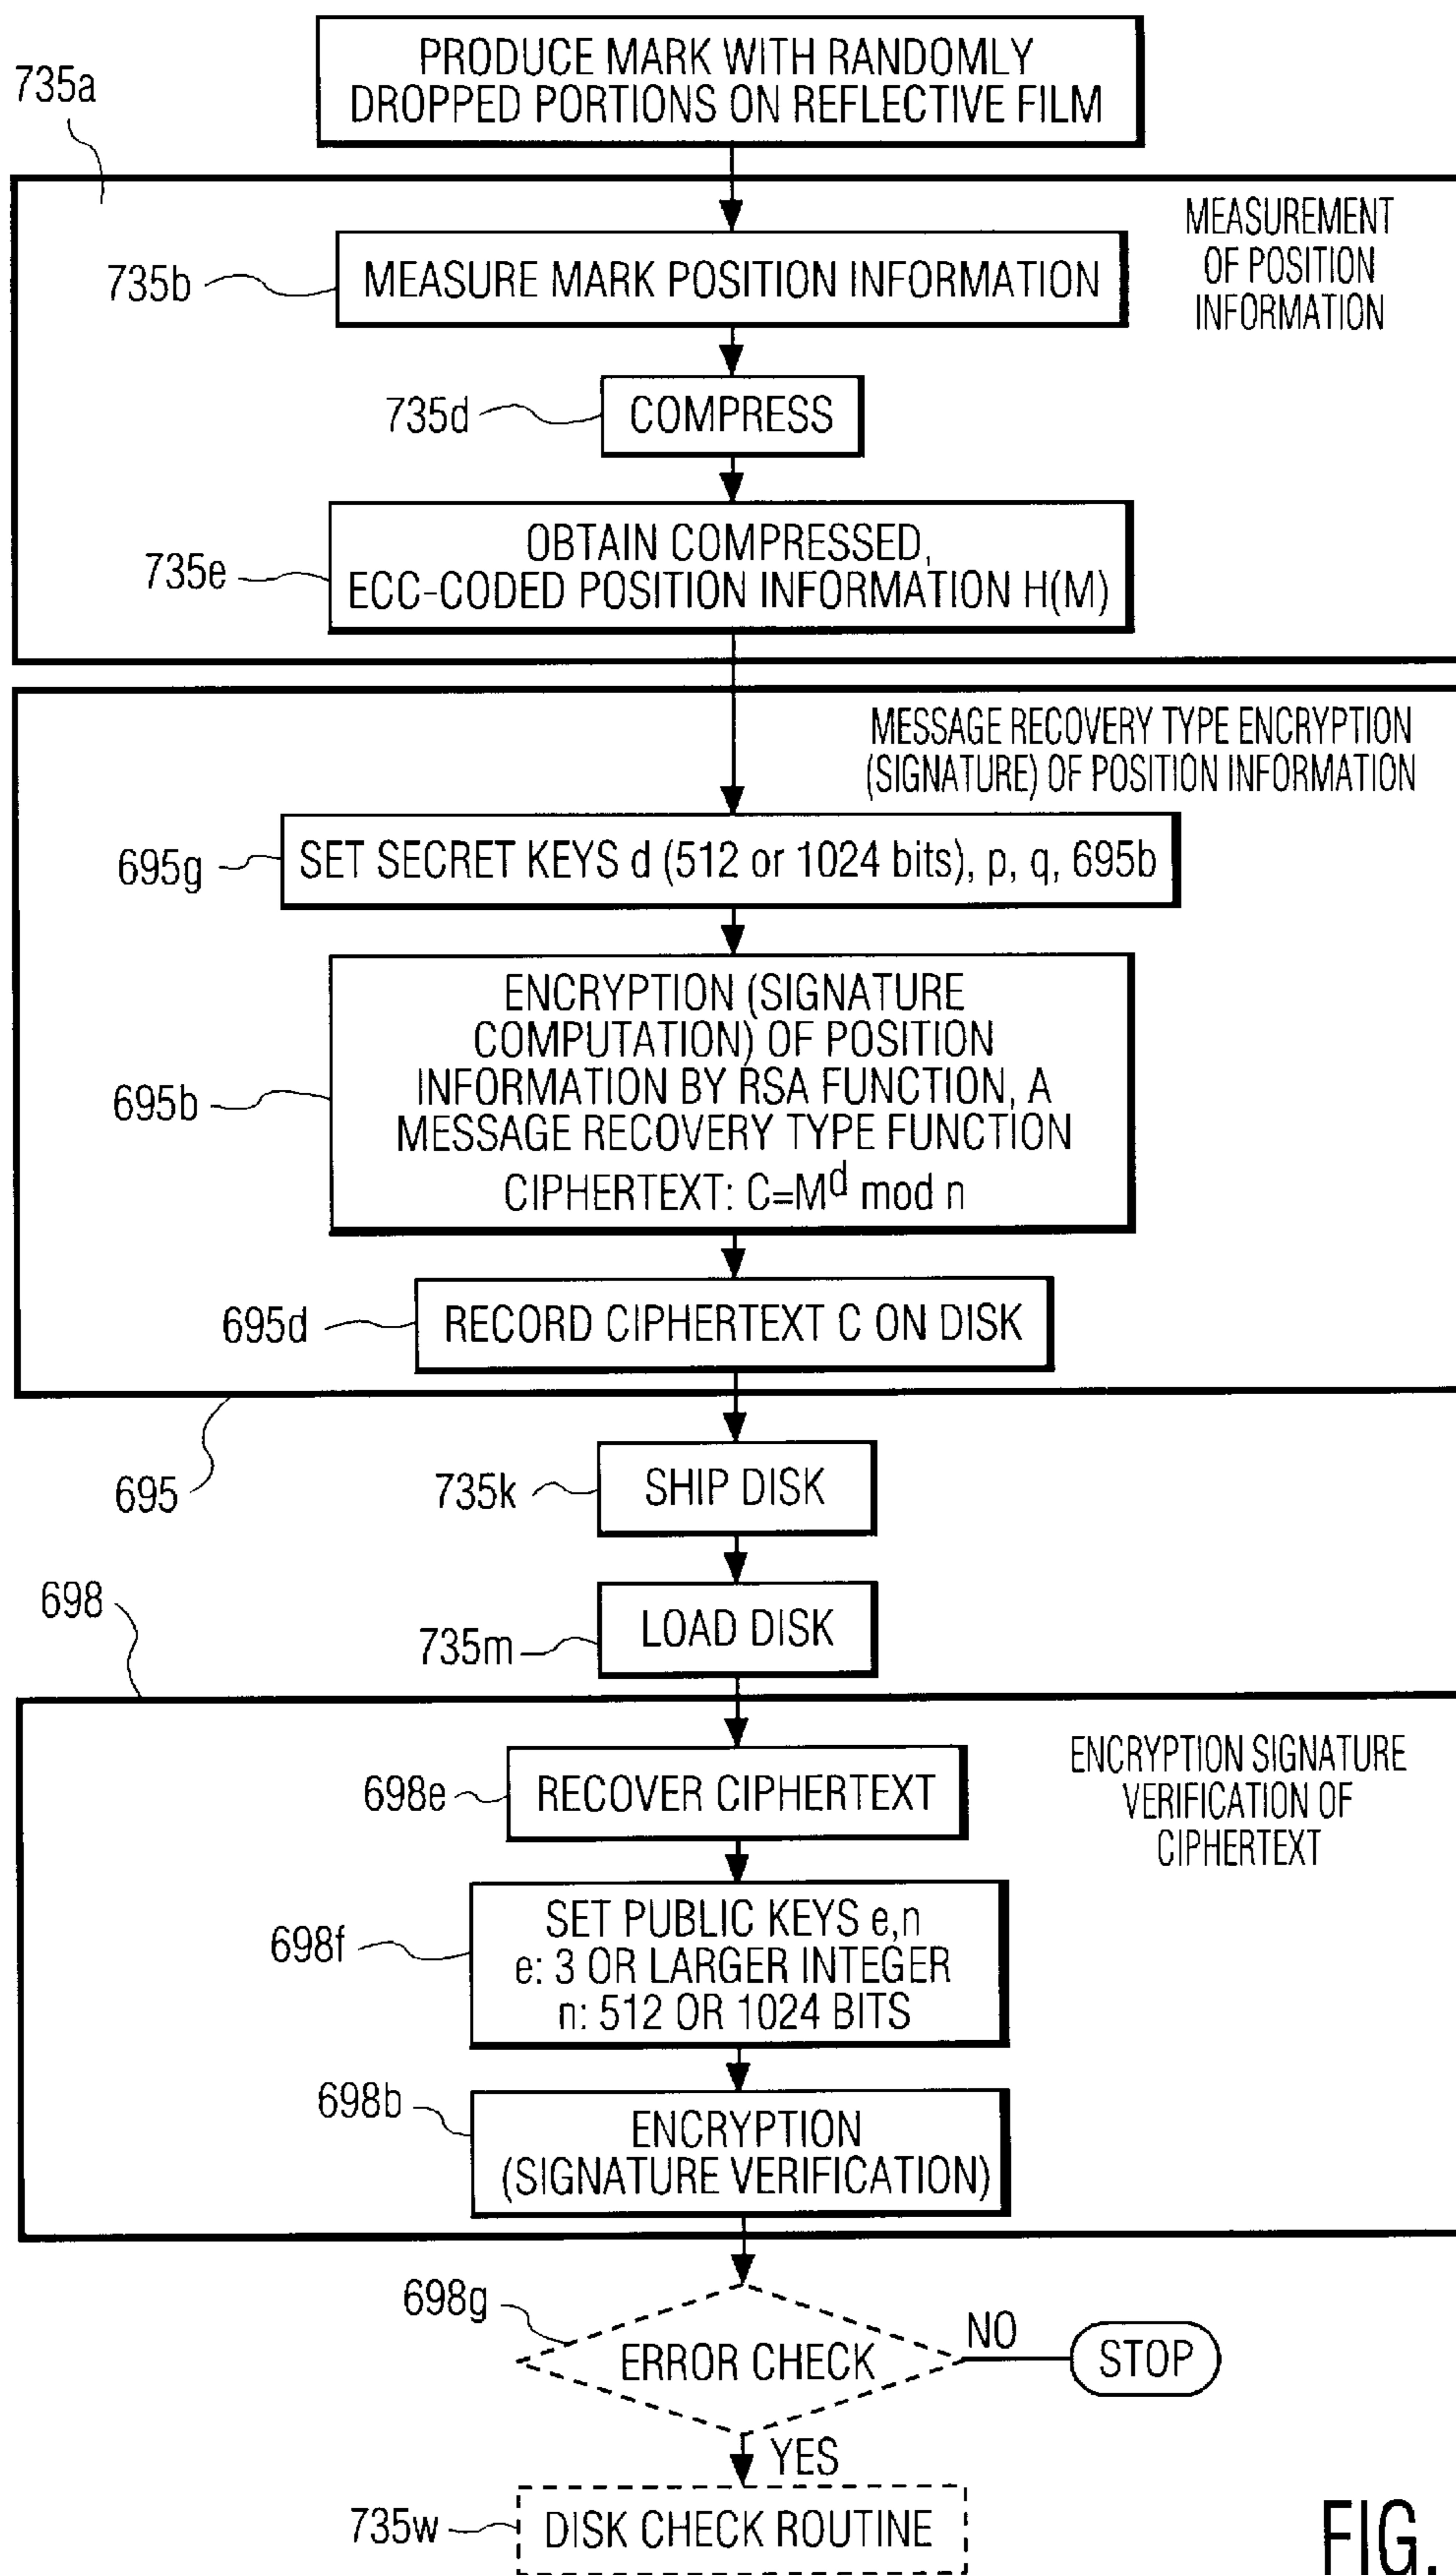 PRODUCE MARK WITH RANDOMLY
DROPPED PORTIONS ON REFLECTIVE FILM
735a
MEASUREMENT
OF POSITION
INFORMATION
735b
MEASURE MARK POSITION INFORMATION
735d
COMPRESS
735e
OBTAIN COMPRESSED,
ECC-CODED POSITION INFORMATION H(M)
MESSAGE RECOVERY TYPE ENCRYPTION
(SIGNATURE) OF POSITION INFORMATION
695g
SET SECRET KEYS d (512 or 1024 bits), p, q, 695b
695b
ENCRYPTION (SIGNATURE
COMPUTATION) OF POSITION
INFORMATION BY RSA FUNCTION, A
MESSAGE RECOVERY TYPE FUNCTION
CIPHERTEXT: C=M^d mod n
695d
RECORD CIPHERTEXT C ON DISK
695
735k
SHIP DISK
698
735m
LOAD DISK
ENCRYPTION SIGNATURE
VERIFICATION OF
CIPHERTEXT
698e
RECOVER CIPHERTEXT
698f
SET PUBLIC KEYS e,n
e: 3 OR LARGER INTEGER
n: 512 OR 1024 BITS
698b
ENCRYPTION
(SIGNATURE VERIFICATION)
698g
ERROR CHECK
NO
STOP
YES
735w
DISK CHECK ROUTINE
FIG.